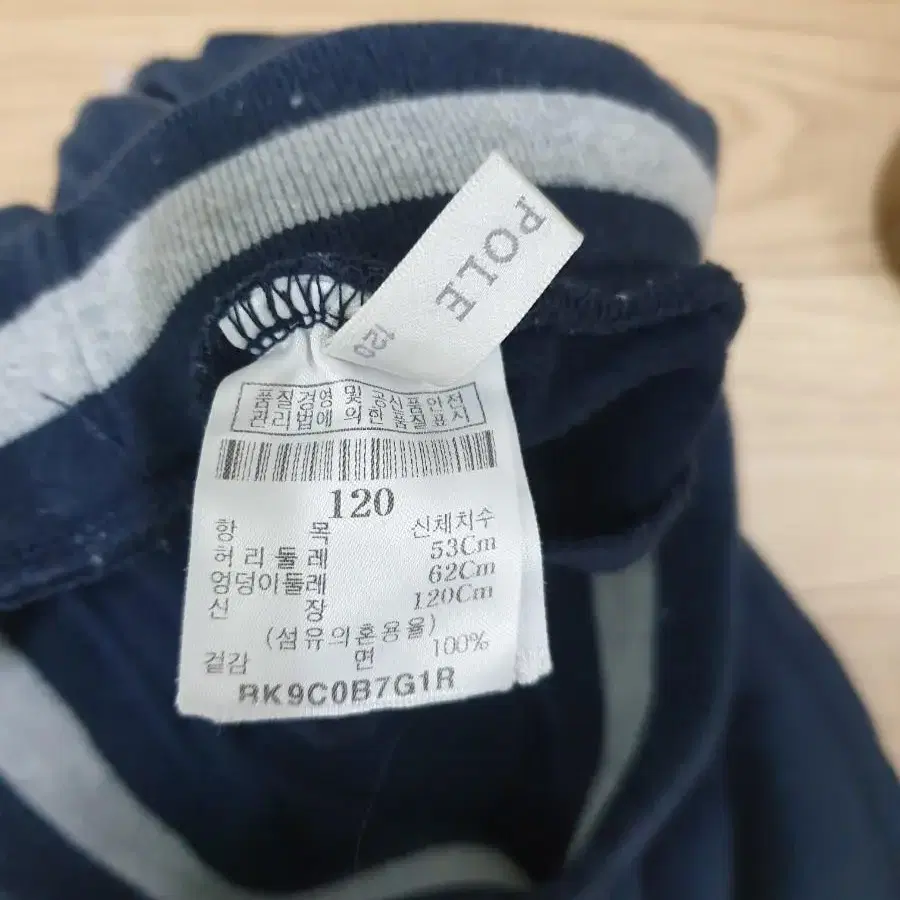 POLE
120
품질경영 및 공산품안전
관리법에 의한 품질표시
120
항 목 신체치수
허리둘레 53Cm
엉덩이둘레 62Cm
신 장 120Cm
(섬유의혼용율)
겉감 면 100%
RK9C0B7G1R